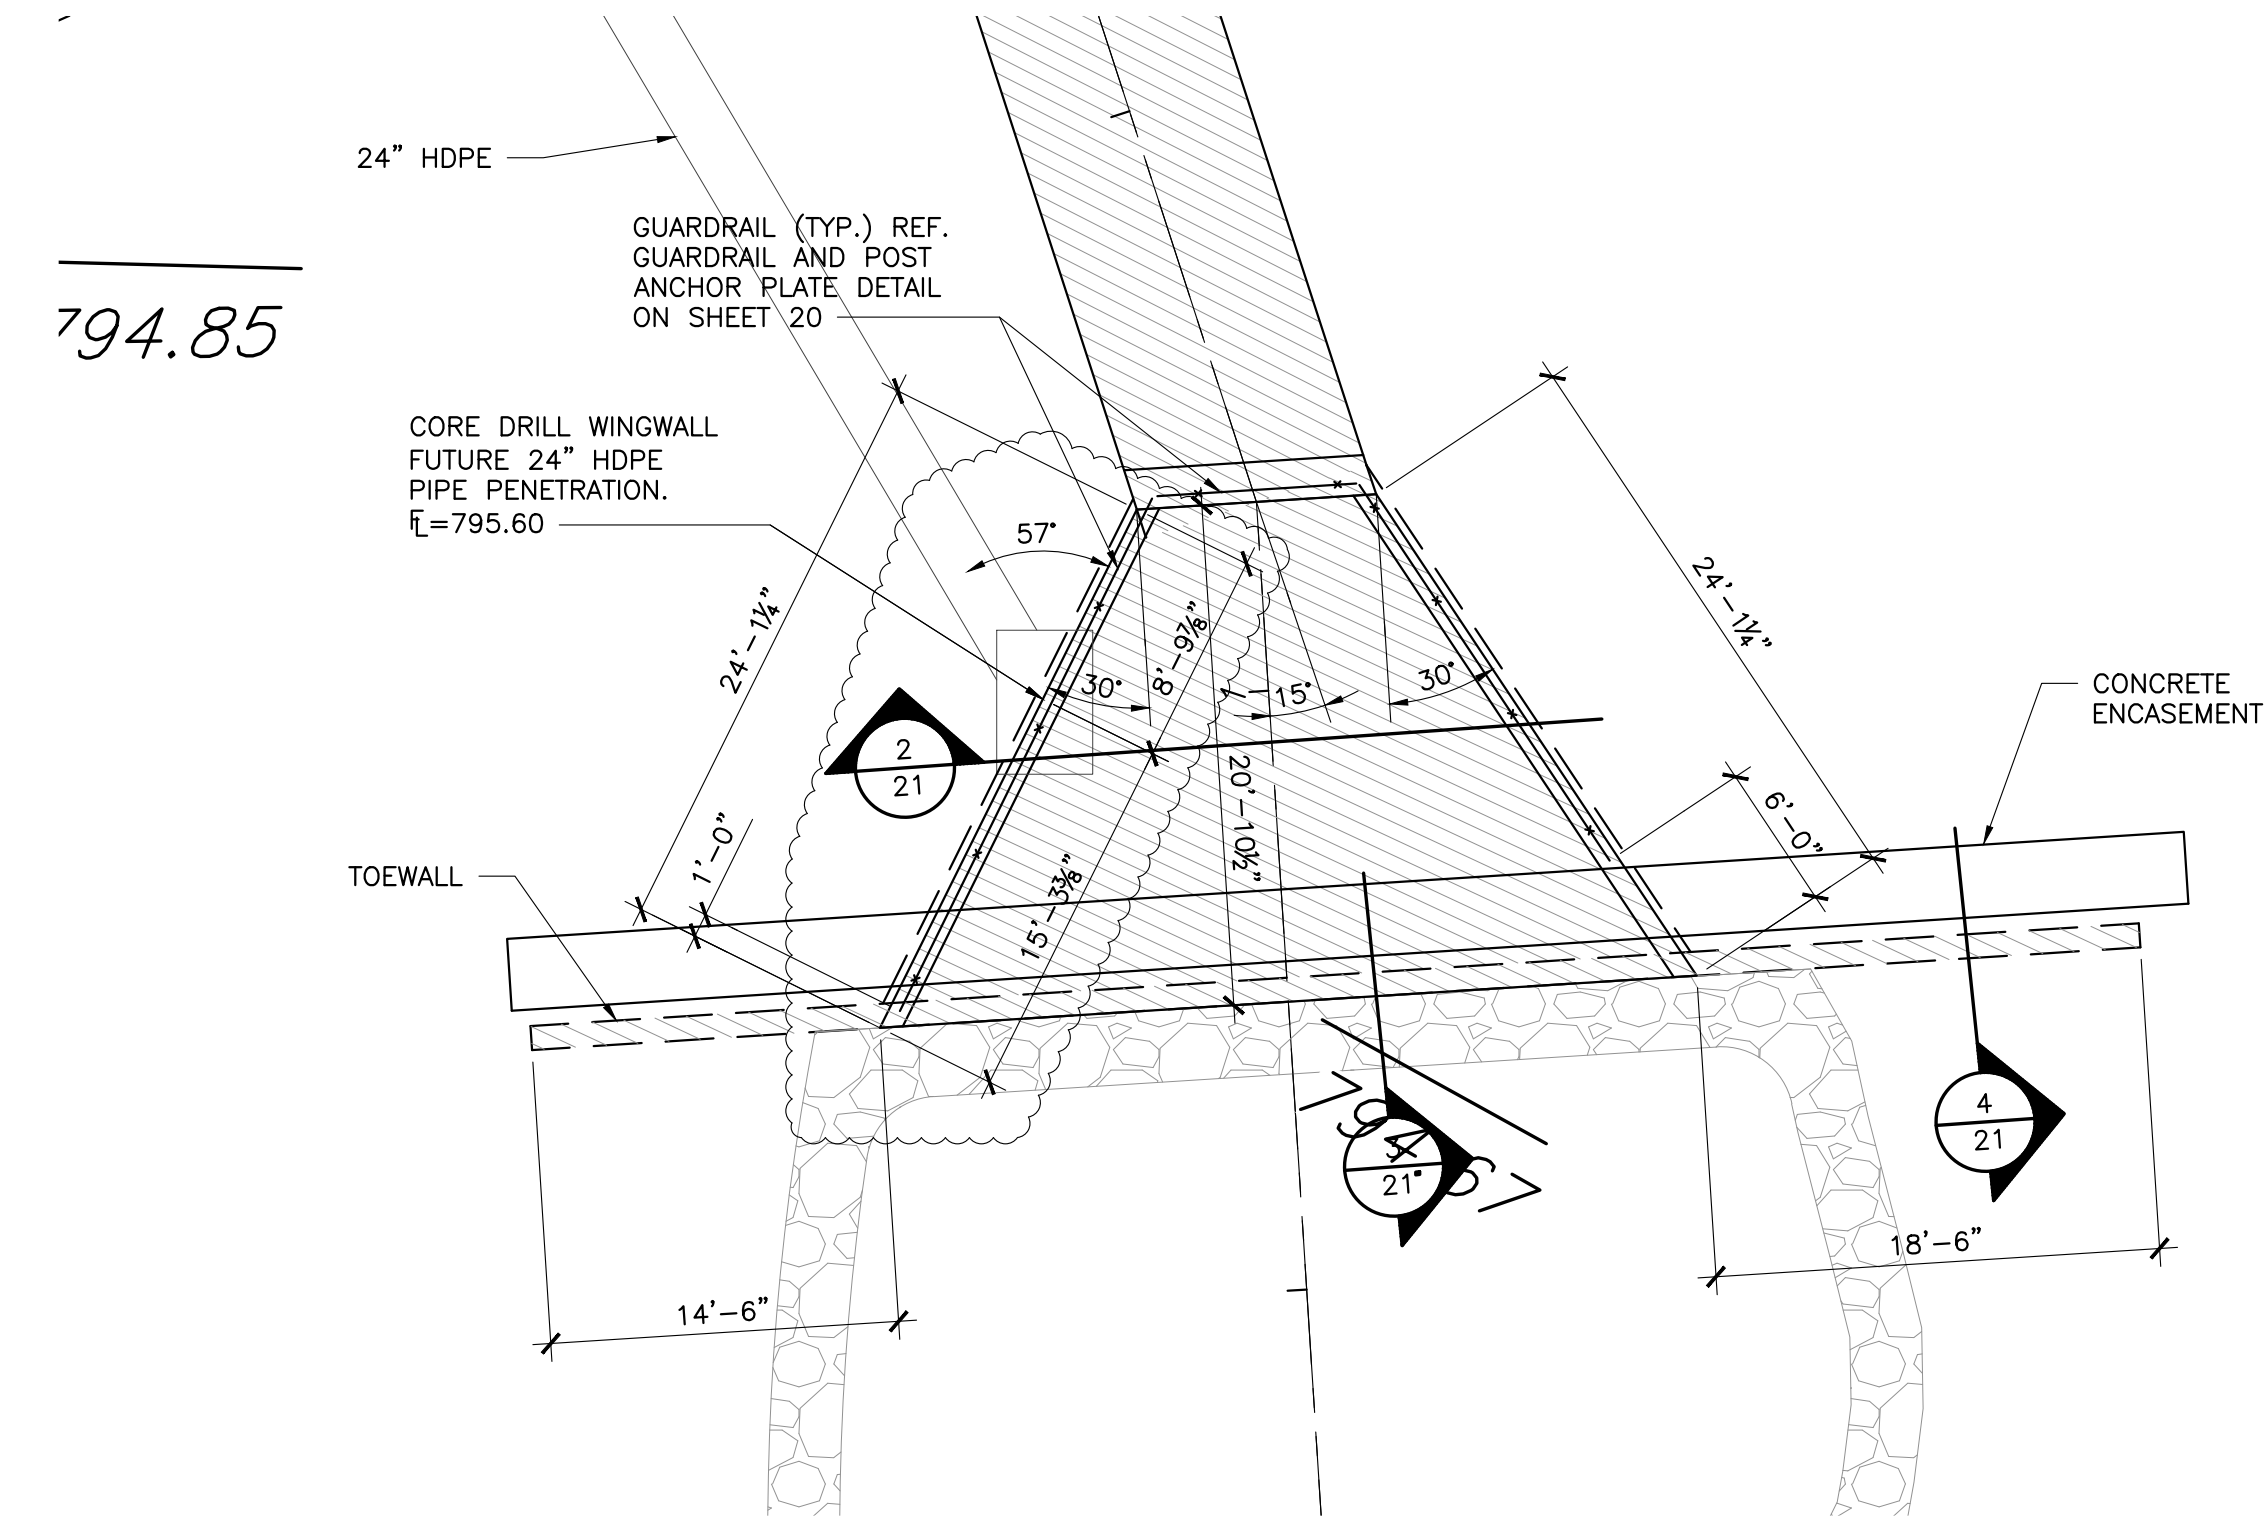 24” HDPE
GUARDRAIL (TYP.) REF.
GUARDRAIL AND POST
ANCHOR PLATE DETAIL
ON SHEET 20
794.85
CORE DRILL WINGWALL
FUTURE 24” HDPE
PIPE PENETRATION.
FL=795.60
57°
24'-1¼”
24'-1¼”
8'-9⅞”
30°
15°
30°
CONCRETE
ENCASEMENT
2
21
20'-10½”
6'-0”
1'-0”
15'-3⅜”
TOEWALL
4
21
3
21
18'-6”
14'-6”